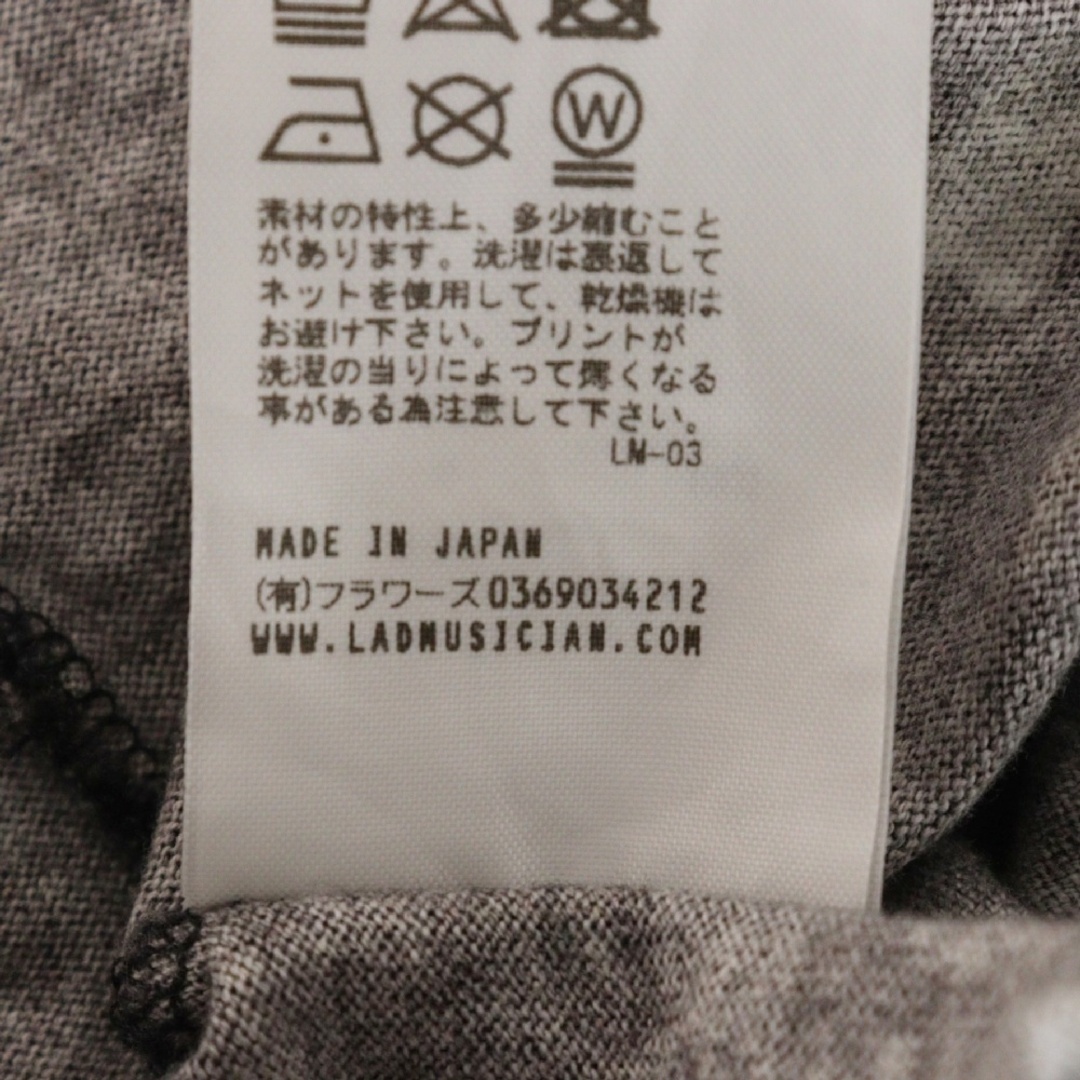 W
素材の特性上、多少縮むこと
があります。洗濯は裏返して
ネットを使用して、乾燥機は
お避け下さい。プリントが
洗濯の当りによって薄くなる
事がある為注意して下さい。
LM-03
MADE IN JAPAN
(有)フラワーズ0369034212
WWW.LADMUSICIAN.COM